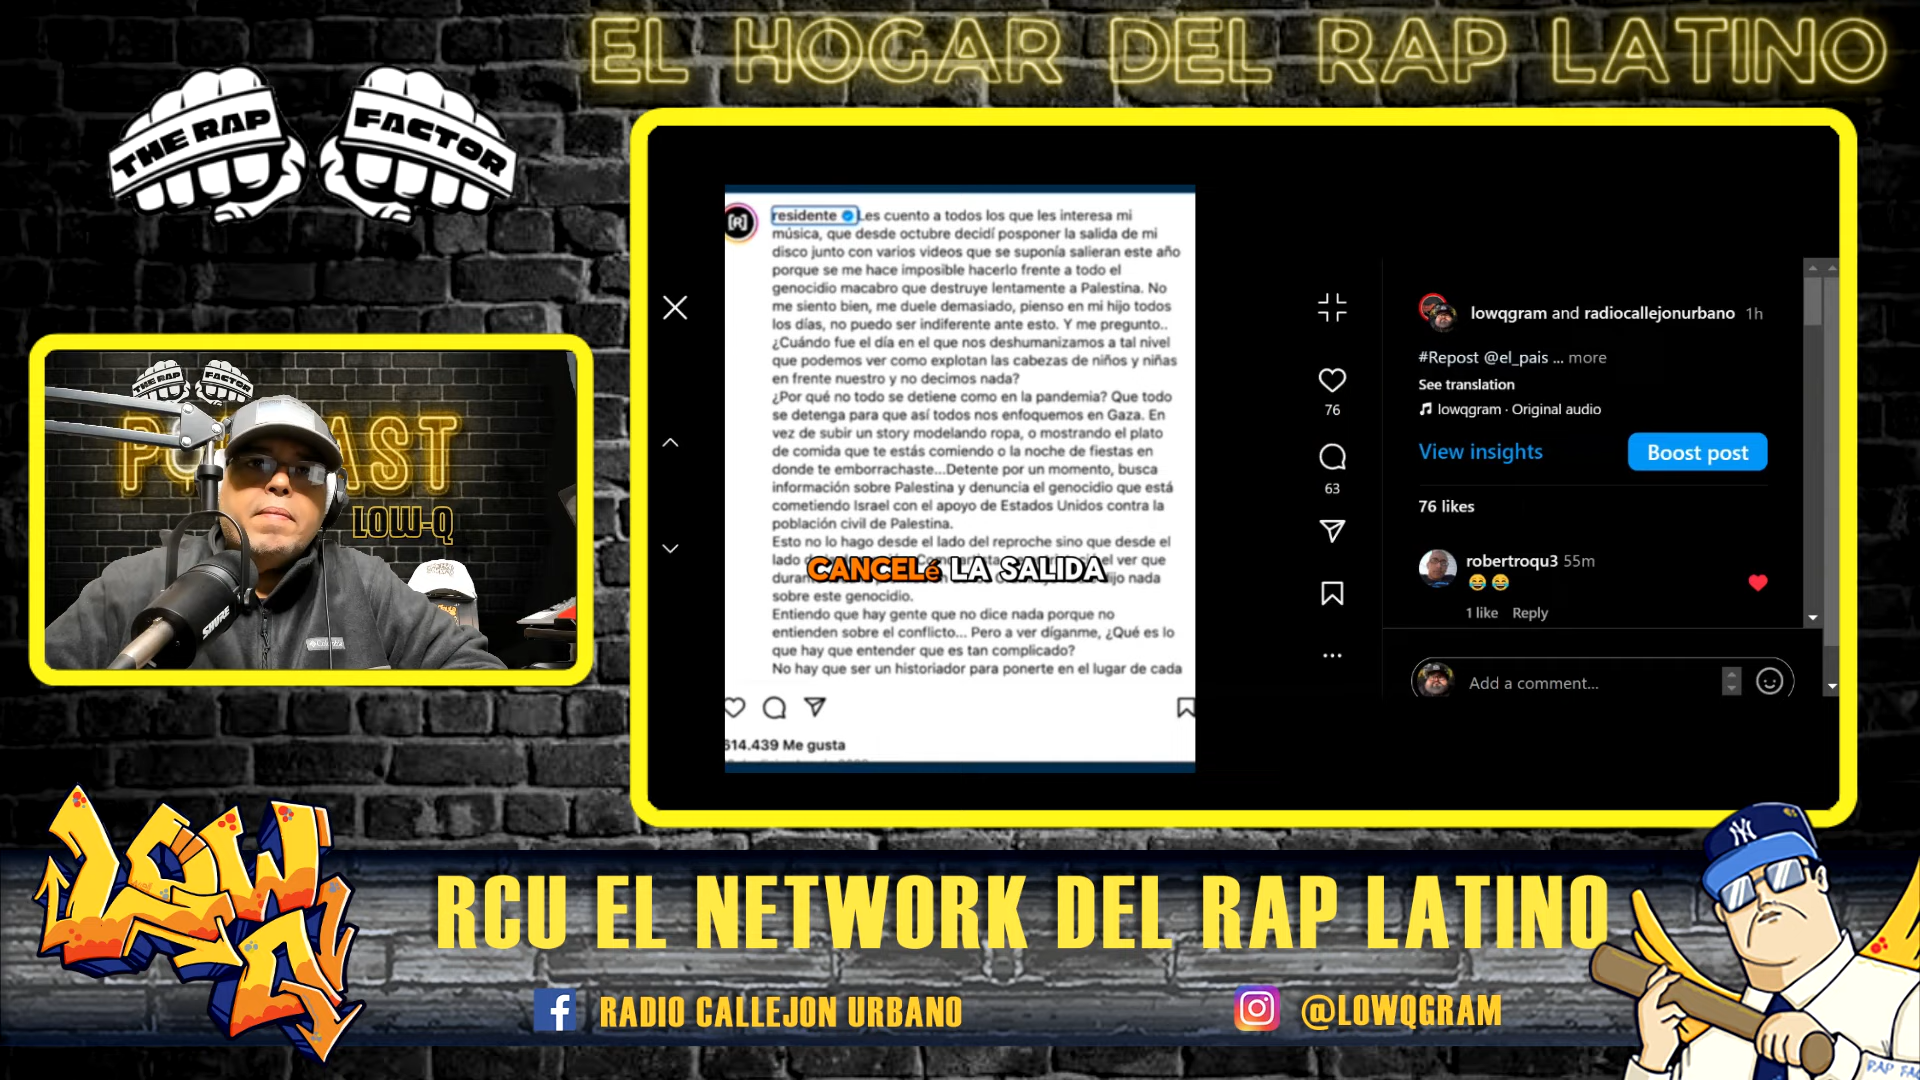 EL HOGAR DEL RAP LATINO
THE RAP FACTOR
THE RAP FACTOR
PODCAST
LOW-Q
SHURE
Columbia
residente Les cuento a todos los que les interesa mi
música, que desde octubre decidí posponer la salida de mi
disco junto con varios videos que se suponía salieran este año
porque se me hace imposible hacerlo frente a todo el
genocidio macabro que destruye lentamente a Palestina. No
me siento bien, me duele demasiado, pienso en mi hijo todos
los días, no puedo ser indiferente ante esto. Y me pregunto..
¿Cuándo fue el día en el que nos deshumanizamos a tal nivel
que podemos ver como explotan las cabezas de niños y niñas
en frente nuestro y no decimos nada?
¿Por qué no todo se detiene como en la pandemia? Que todo
se detenga para que así todos nos enfoquemos en Gaza. En
vez de subir un story modelando ropa, o mostrando el plato
de comida que te estás comiendo o la noche de fiestas en
donde te emborrachaste...Detente por un momento, busca
información sobre Palestina y denuncia el genocidio que está
cometiendo Israel con el apoyo de Estados Unidos contra la
población civil de Palestina.
Esto no lo hago desde el lado del reproche sino que desde el
lado el ver que
CANCELé LA SALIDA
nada
sobre este genocidio.
Entiendo que hay gente que no dice nada porque no
entienden sobre el conflicto... Pero a ver díganme, ¿Qué es lo
que hay que entender que es tan complicado?
No hay que ser un historiador para ponerte en el lugar de cada
614.439 Me gusta
76
63
lowqgram and radiocallejonurbano 1h
#Repost @el_pais ... more
See translation
lowqgram · Original audio
View insights
Boost post
76 likes
robertroqu3 55m
😂😂
1 like Reply
Add a comment...
LOW Q
RCU EL NETWORK DEL RAP LATINO
RADIO CALLEJON URBANO
@LOWQGRAM
NY
RAP FAC